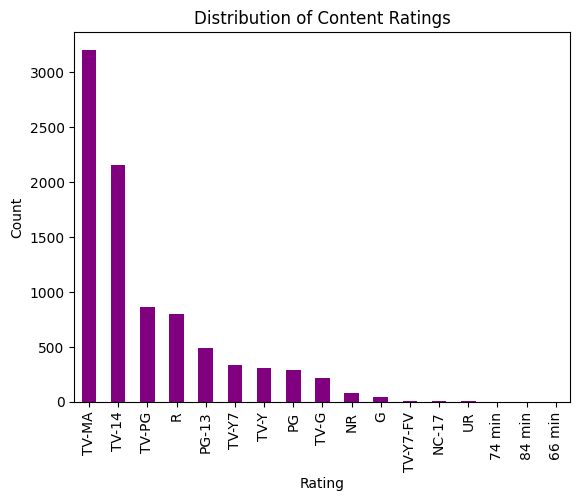 Distribution of Content Ratings
Count
3000
2500
2000
1500
1000
500
0
TV-MA
TV-14
TV-PG
R
PG-13
TV-Y7
TV-Y
PG
TV-G
NR
G
TV-Y7-FV
NC-17
UR
74 min
84 min
66 min
Rating